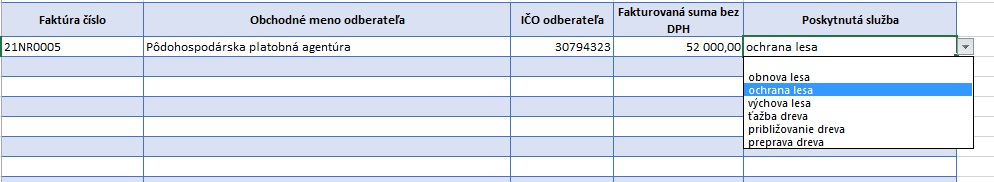 Faktúra číslo
Obchodné meno odberateľa
IČO odberateľa
Fakturovaná suma bez
DPH
Poskytnutá služba
21NR0005
Pôdohospodárska platobná agentúra
30794323
52 000,00
ochrana lesa
obnova lesa
ochrana lesa
výchova lesa
ťažba dreva
približovanie dreva
preprava dreva